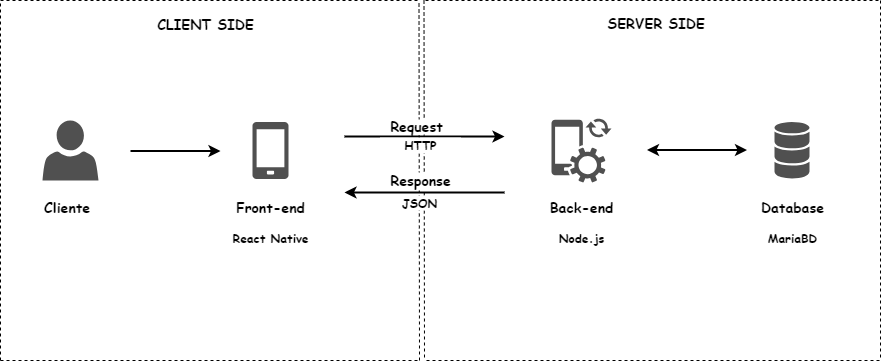 CLIENT SIDE
SERVER SIDE
Request
HTTP
Response
JSON
Cliente
Front-end
Back-end
Database
React Native
Node.js
MariaBD